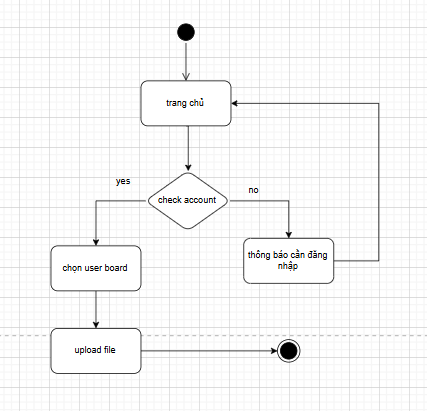 trang chủ
yes
check account
no
chọn user board
thông báo cần đăng
nhập
upload file